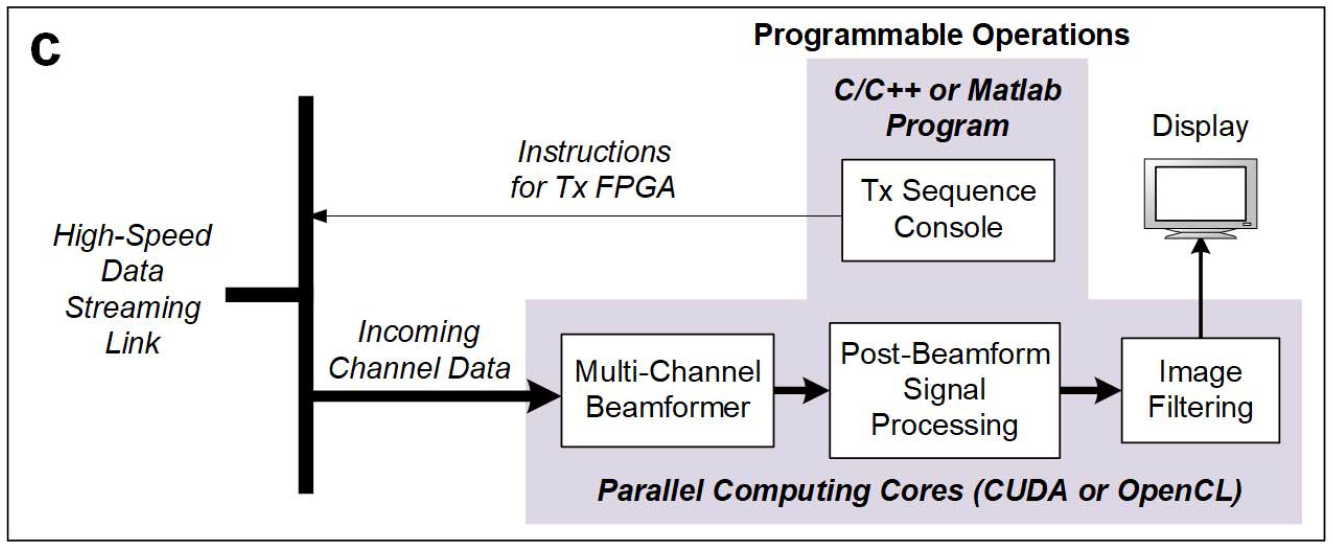 c
Programmable Operations
C/C++ or Matlab
Program
Display
Instructions
for Tx FPGA
Tx Sequence
Console
High-Speed
Data
Streaming
Link
Incoming
Channel Data
Multi-Channel
Beamformer
Post-Beamform
Signal
Processing
Image
Filtering
Parallel Computing Cores (CUDA or OpenCL)